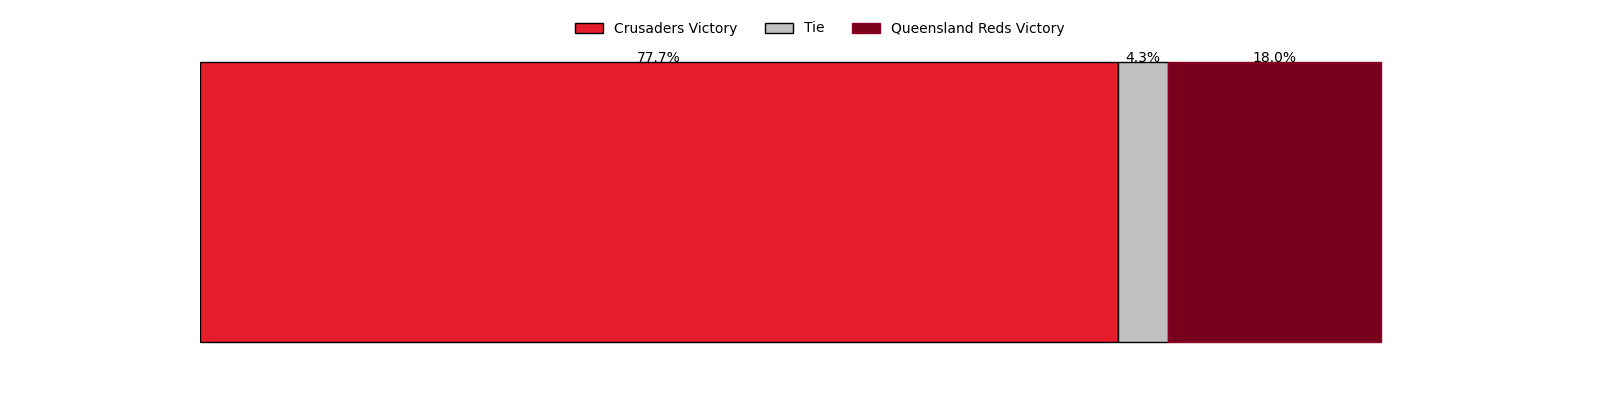 Crusaders Victory Tie Queensland Reds Victory
77.7% 4.3% 18.0%